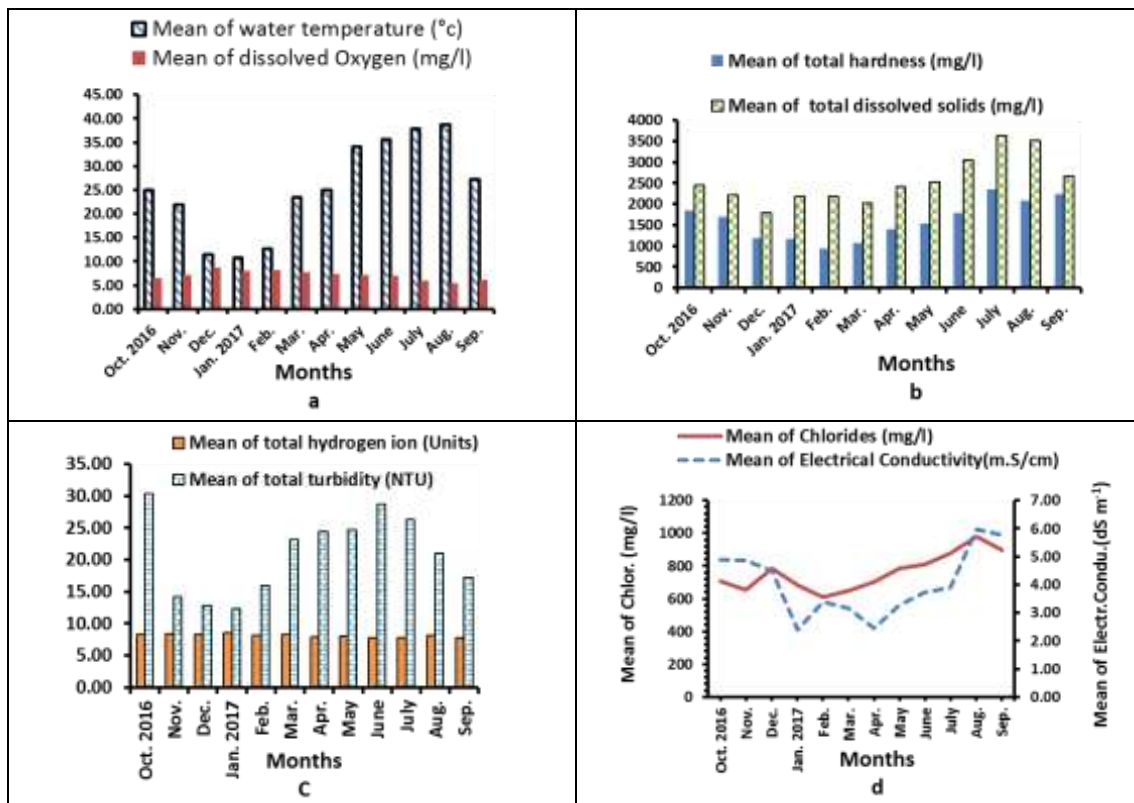 Mean of water temperature (°c)
Mean of dissolved Oxygen (mg/l)
45.00
40.00
35.00
30.00
25.00
20.00
15.00
10.00
5.00
0.00
Oct. 2016
Nov.
Dec.
Jan. 2017
Feb.
Mar.
Apr.
May
June
July
Aug.
Sep.
Months
a
Mean of total hardness (mg/l)
Mean of total dissolved solids (mg/l)
4000
3500
3000
2500
2000
1500
1000
500
0
Oct. 2016
Nov.
Dec.
Jan. 2017
Feb.
Mar.
Apr.
May
June
July
Aug.
Sep.
Months
b
Mean of total hydrogen ion (Units)
Mean of total turbidity (NTU)
35.00
30.00
25.00
20.00
15.00
10.00
5.00
0.00
Oct. 2016
Nov.
Dec.
Jan. 2017
Feb.
Mar.
Apr.
May
June
July
Aug.
Sep.
Months
C
Mean of Chlorides (mg/l)
Mean of Electrical Conductivity(m.S/cm)
Mean of Chlor. (mg/l)
1200
1000
800
600
400
200
0
7.00
6.00
5.00
4.00
3.00
2.00
1.00
0.00
Mean of Electr.Condu.(dS m⁻¹)
Oct. 2016
Nov.
Dec.
Jan. 2017
Feb.
Mar.
Apr.
May
June
July
Aug.
Sep.
Months
d